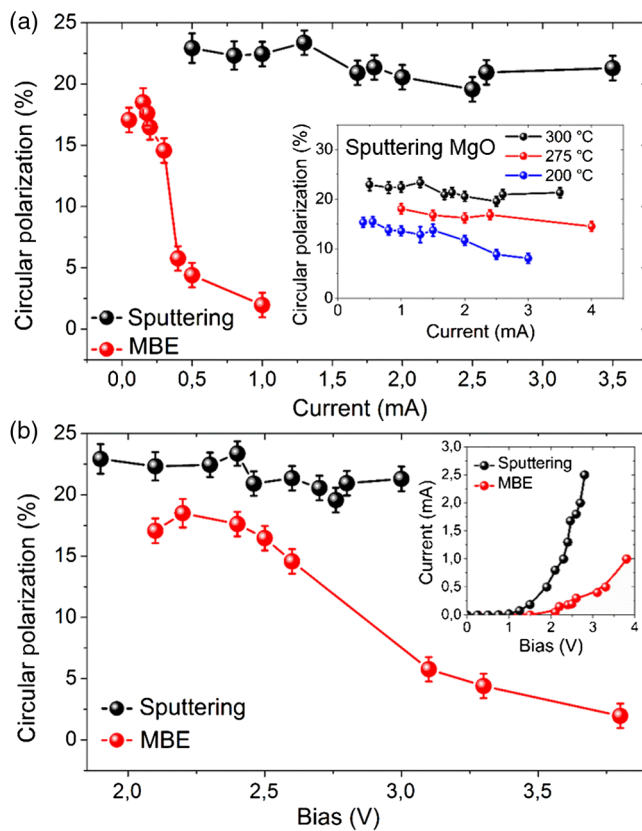 (a)
25
20
15
10
5
0
Circular polarization (%)
Sputtering
MBE
0,0 0,5 1,0 1,5 2,0 2,5 3,0 3,5
Current (mA)
Sputtering MgO
300 °C
275 °C
200 °C
30
20
10
0
Circular polarization (%)
0 1 2 3 4
Current (mA)
(b)
25
20
15
10
5
0
Circular polarization (%)
Sputtering
MBE
2,0 2,5 3,0 3,5
Bias (V)
Sputtering
MBE
3,0
2,5
2,0
1,5
1,0
0,5
0,0
Current (mA)
0 1 2 3 4
Bias (V)